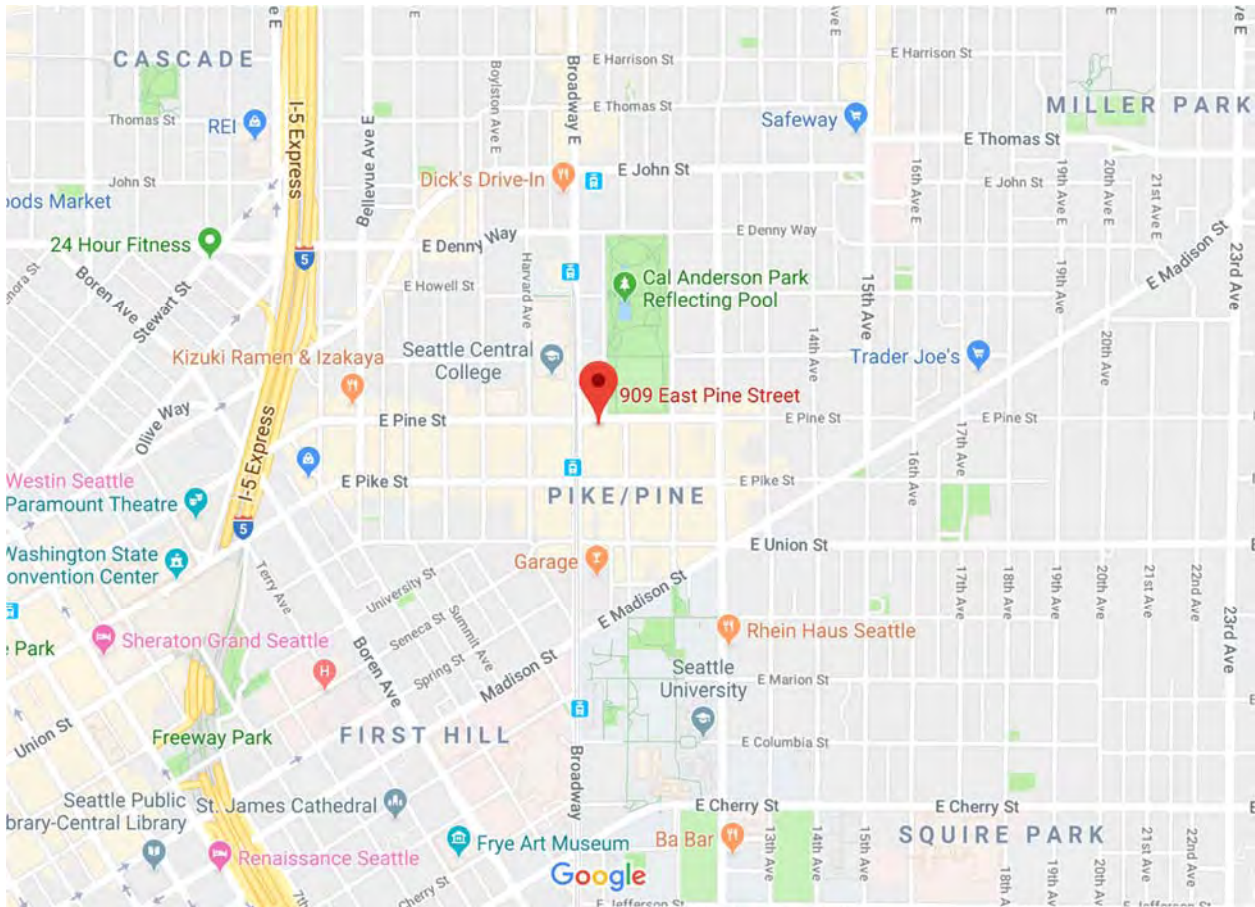 Ave E
CASCADE
I-5 Express
Thomas St
REI
John St
oods Market
24 Hour Fitness
Boren Ave
Stewart St
Bellevue Ave E
Boylston Ave E
Broadway E
E Harrison St
E Thomas St
Dick's Drive-In
E John St
E Denny Way
E Howell St
Harvard Ave
Ave E
E Harrison St
Safeway
MILLER PARK
E Thomas St
16th Ave E
E John St
19th Ave E
20th Ave E
21st Ave E
E Denny Way
E Madison St
23rd Ave
5
Cal Anderson Park
Reflecting Pool
15th Ave
14th Ave
19th Ave
20th Ave
Kizuki Ramen & Izakaya
Seattle Central
College
Trader Joe's
909 East Pine Street
Olive Way
E Pine St
E Pine St
E Pine St
I-5 Express
Westin Seattle
Paramount Theatre
E Pike St
PIKE/PINE
E Pike St
16th Ave
17th Ave
5
Washington State
onvention Center
Terry Ave
University St
Garage
E Union St
Seneca St
Summit Ave
E Madison St
17th Ave
18th Ave
19th Ave
20th Ave
21st Ave
22nd Ave
23rd Ave
e Park
Sheraton Grand Seattle
H
Boren Ave
Spring St
Madison St
Rhein Haus Seattle
Seattle
University
E Marion St
Union St
Freeway Park
FIRST HILL
Broadway
E Columbia St
Seattle Public
brary-Central Library
St. James Cathedral
E Cherry St
E Cherry St
Renaissance Seattle
Frye Art Museum
Ba Bar
13th Ave
14th Ave
15th Ave
SQUIRE PARK
18th A
19th Ave
20th Ave
21st Ave
22nd Ave
7th
Cherry St
Google
E Jefferson St